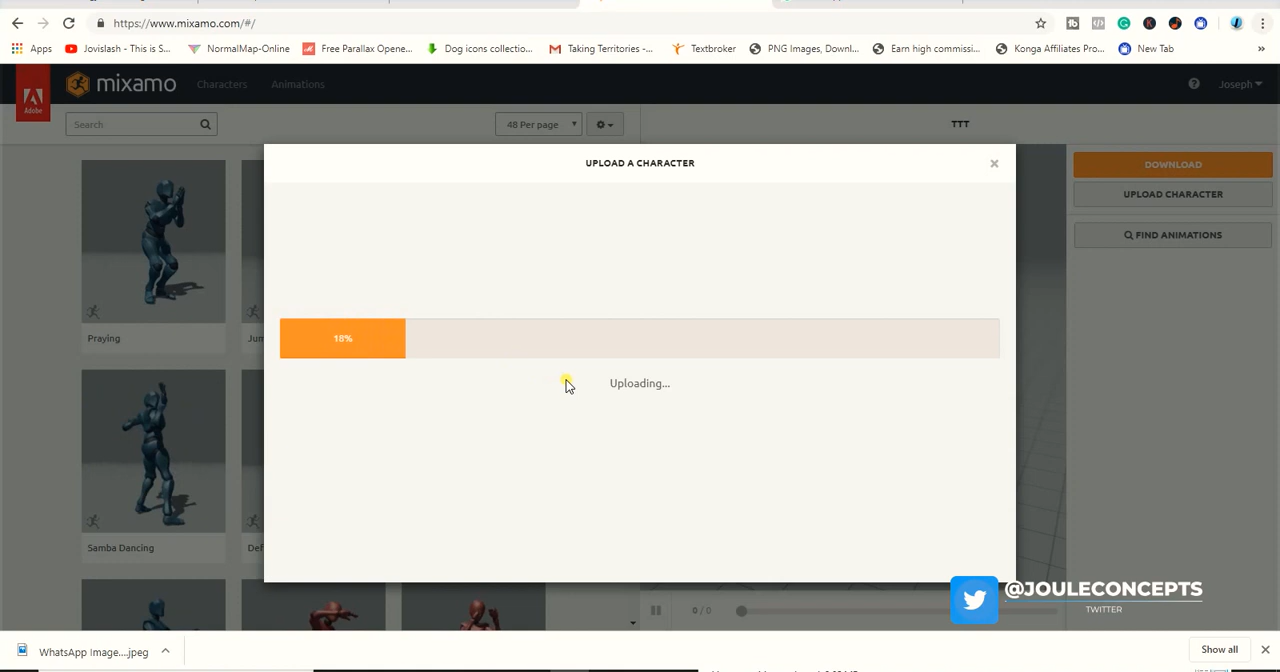 https://www.mixamo.com/#/
Apps
Jovislash - This is S...
NormalMap-Online
Free Parallax Opene...
Dog icons collectio...
Taking Territories -...
Textbroker
PNG Images, Downl...
Earn high commissi...
Konga Affiliates Pro...
New Tab
»
Adobe
mixamo
Characters
Animations
Joseph
Search
48 Per page
TTT
UPLOAD A CHARACTER
DOWNLOAD
UPLOAD CHARACTER
FIND ANIMATIONS
18%
Uploading...
Praying
Jum
Samba Dancing
Def
0 / 0
@JOULECONCEPTS
TWITTER
WhatsApp Image....jpeg
Show all